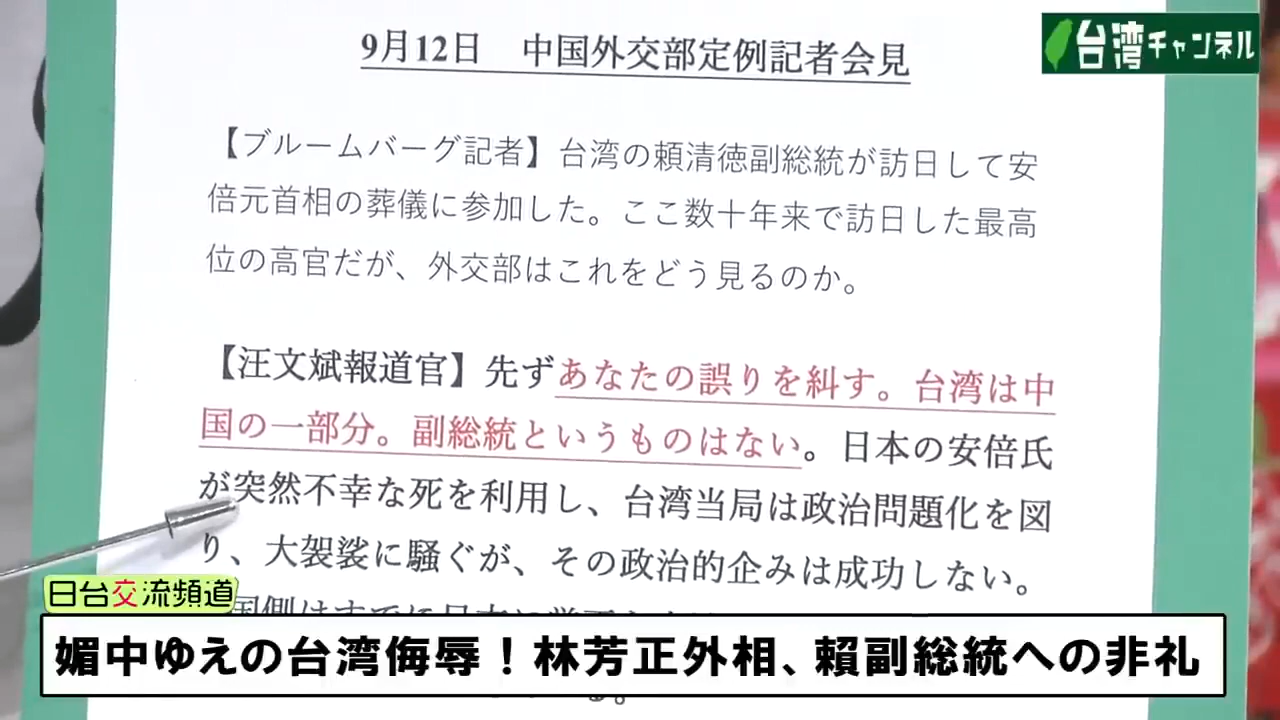 台湾チャンネル
9月12日 中国外交部定例記者会見
【ブルームバーグ記者】台湾の頼清徳副総統が訪日して安
倍元首相の葬儀に参加した。ここ数十年来で訪日した最高
位の高官だが、外交部はこれをどう見るのか。
【汪文斌報道官】先ずあなたの誤りを糾す。台湾は中
国の一部分。副総統というものはない。日本の安倍氏
が突然不幸な死を利用し、台湾当局は政治問題化を図
り、大袈裟に騒ぐが、その政治的企みは成功しない。
日台交流頻道
媚中ゆえの台湾侮辱！林芳正外相、頼副総統への非礼